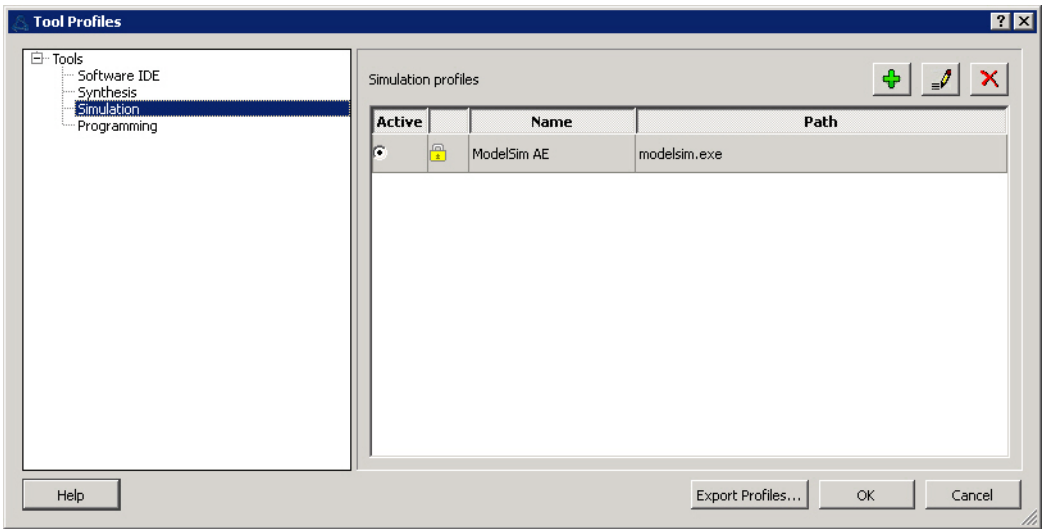 Tool Profiles
Tools
Software IDE
Synthesis
Simulation
Programming
Simulation profiles
Active Name Path
ModelSim AE modelsim.exe
Help Export Profiles... OK Cancel